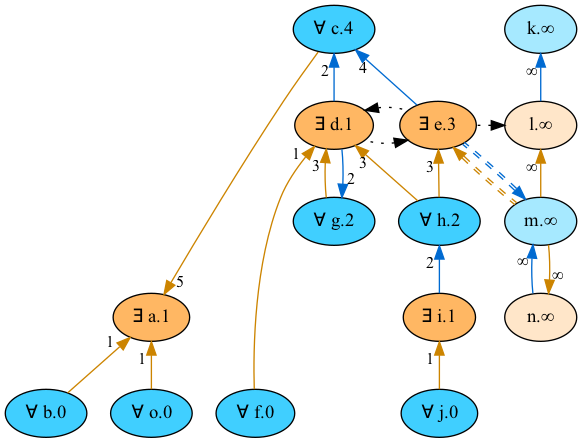 ∀ c.4
k.∞
2
4
∞
∃ d.1
∃ e.3
l.∞
1
3
2
3
3
∞
∀ g.2
∀ h.2
m.∞
5
2
∞
∞
∃ a.1
∃ i.1
n.∞
1
1
1
∀ b.0
∀ o.0
∀ f.0
∀ j.0